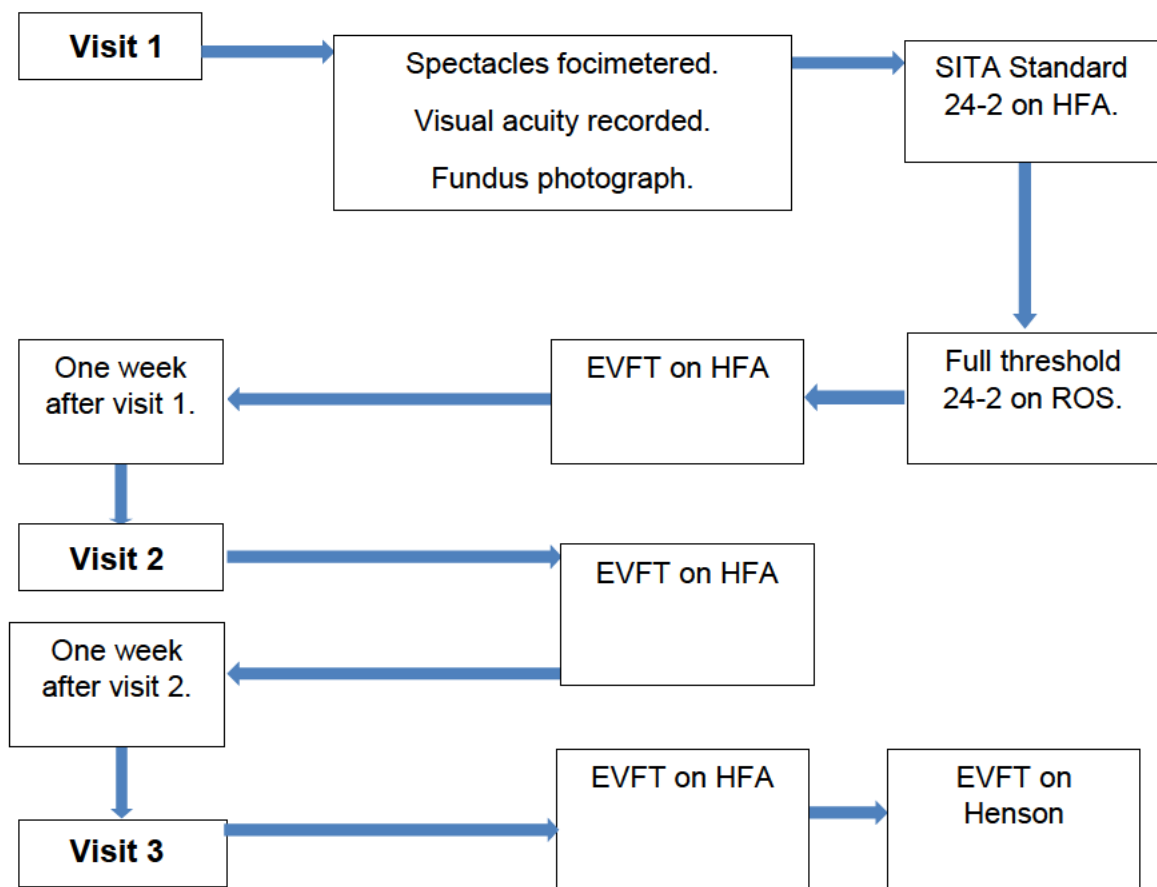 Visit 1
Spectacles focimetered.
Visual acuity recorded.
Fundus photograph.
SITA Standard
24-2 on HFA.
Full threshold
24-2 on ROS.
EVFT on HFA
One week
after visit 1.
Visit 2
EVFT on HFA
One week
after visit 2.
Visit 3
EVFT on HFA
EVFT on
Henson